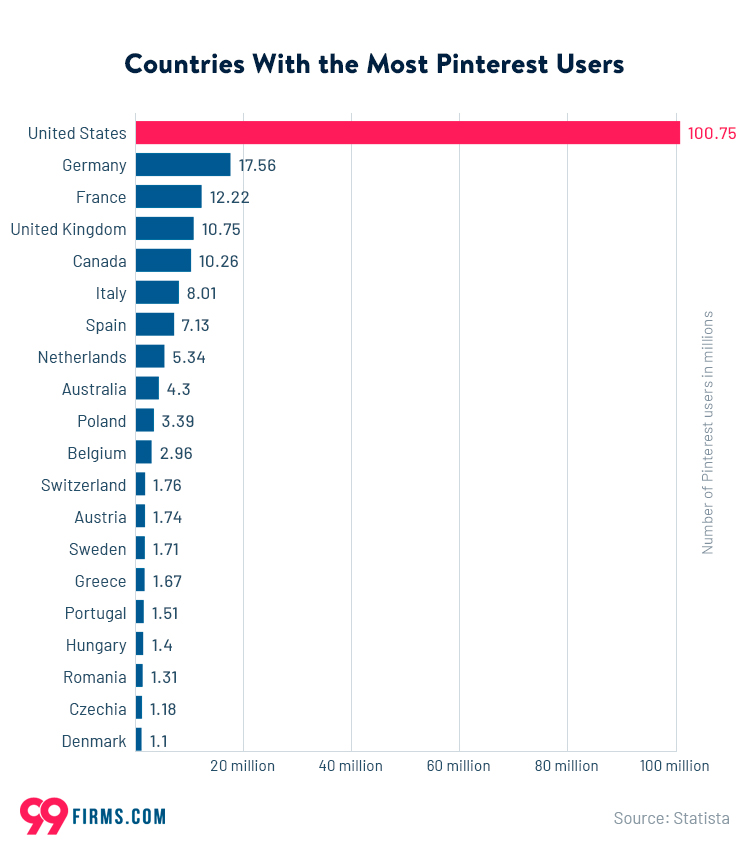 Countries With the Most Pinterest Users
United States 100.75
Germany 17.56
France 12.22
United Kingdom 10.75
Canada 10.26
Italy 8.01
Spain 7.13
Netherlands 5.34
Australia 4.3
Poland 3.39
Belgium 2.96
Switzerland 1.76
Austria 1.74
Sweden 1.71
Greece 1.67
Portugal 1.51
Hungary 1.4
Romania 1.31
Czechia 1.18
Denmark 1.1
20 million 40 million 60 million 80 million 100 million
Number of Pinterest users in millions
99FIRMS.COM
Source: Statista